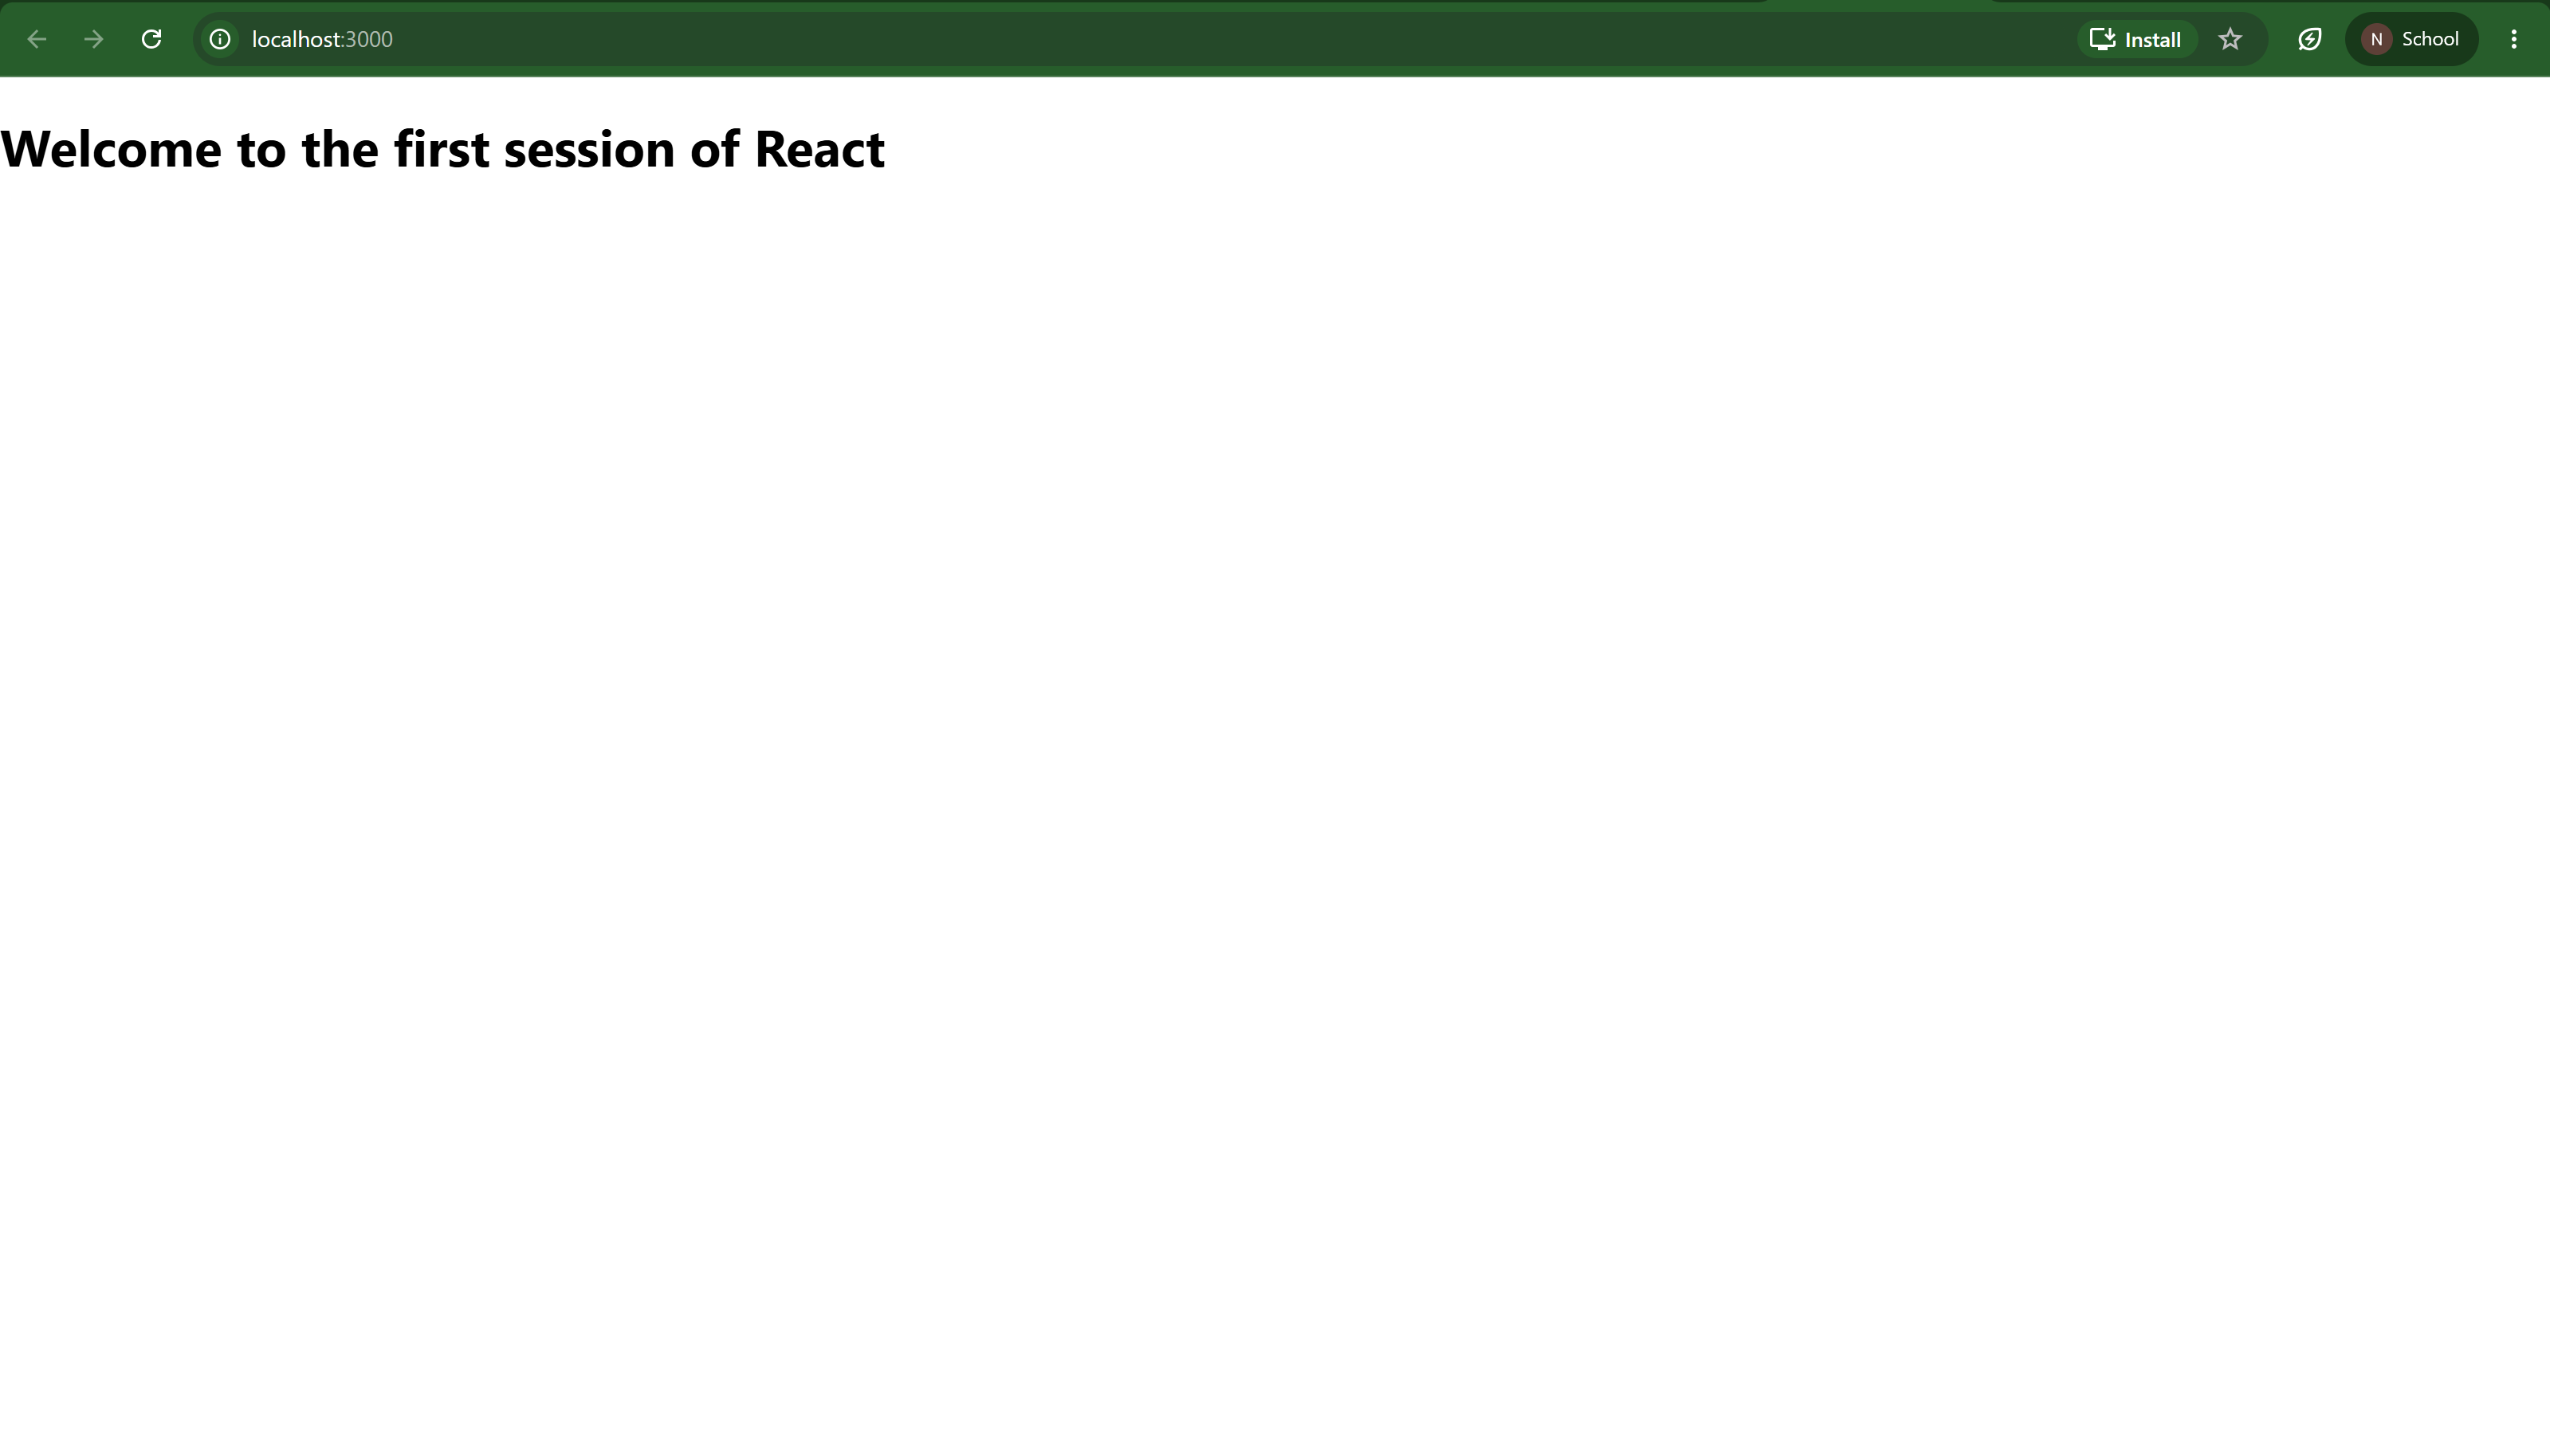 localhost:3000
Install
N
School
Welcome to the first session of React